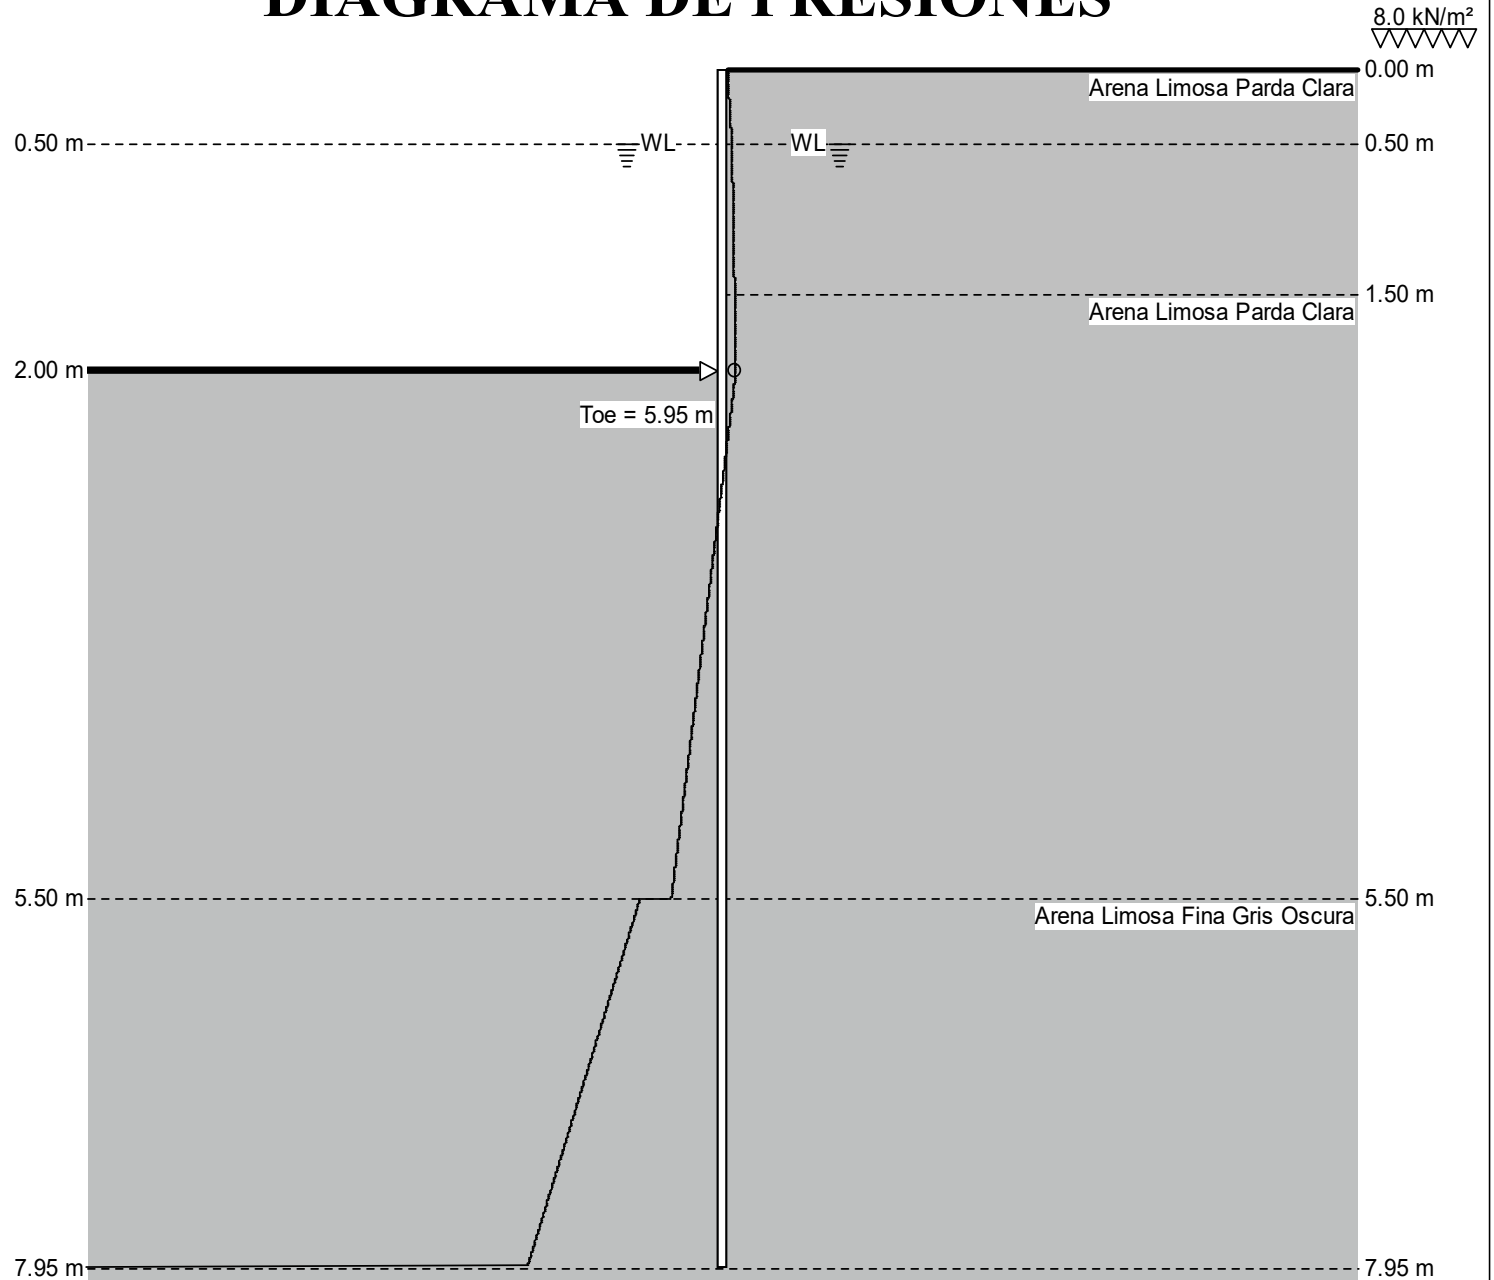 DIAGRAMA DE PRESIONES
8.0 kN/m²
0.00 m
Arena Limosa Parda Clara
0.50 m
WL
WL
0.50 m
1.50 m
Arena Limosa Parda Clara
2.00 m
Toe = 5.95 m
5.50 m
5.50 m
Arena Limosa Fina Gris Oscura
7.95 m
7.95 m